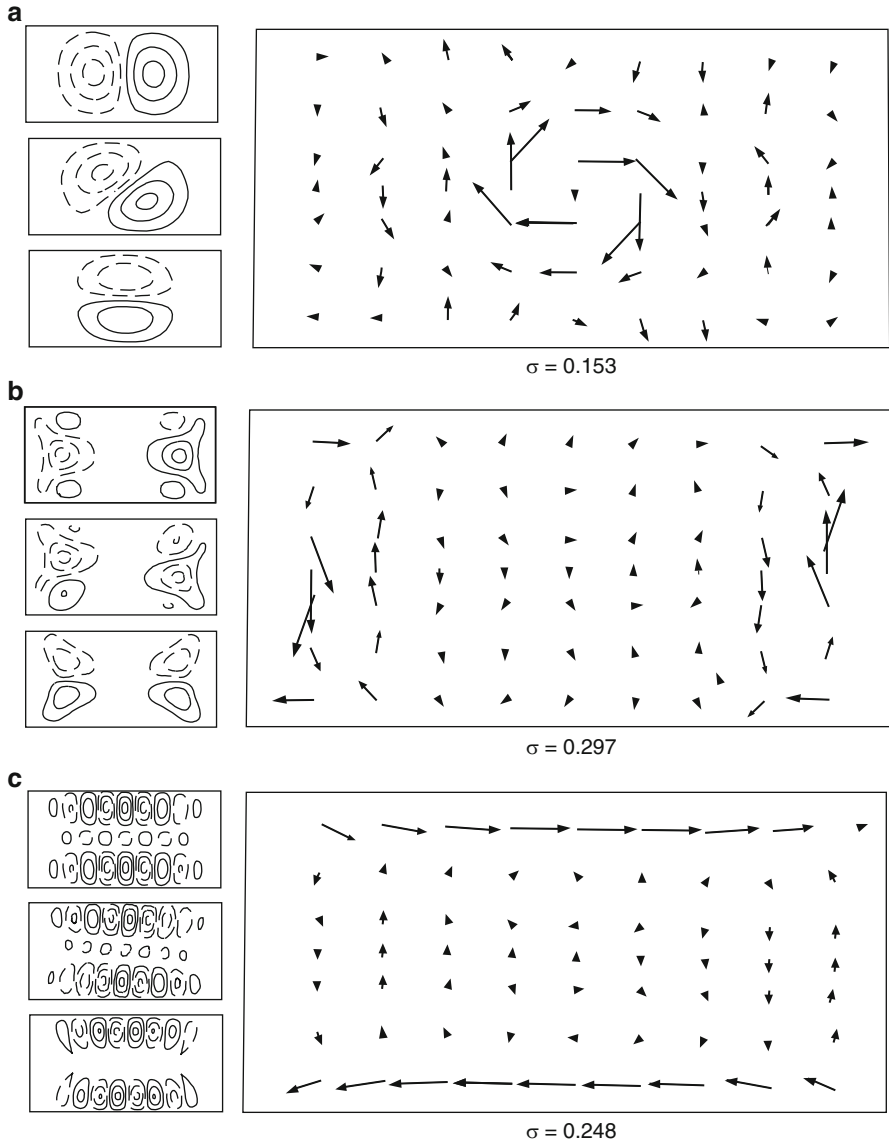 a
σ = 0.153
b
σ = 0.297
c
σ = 0.248